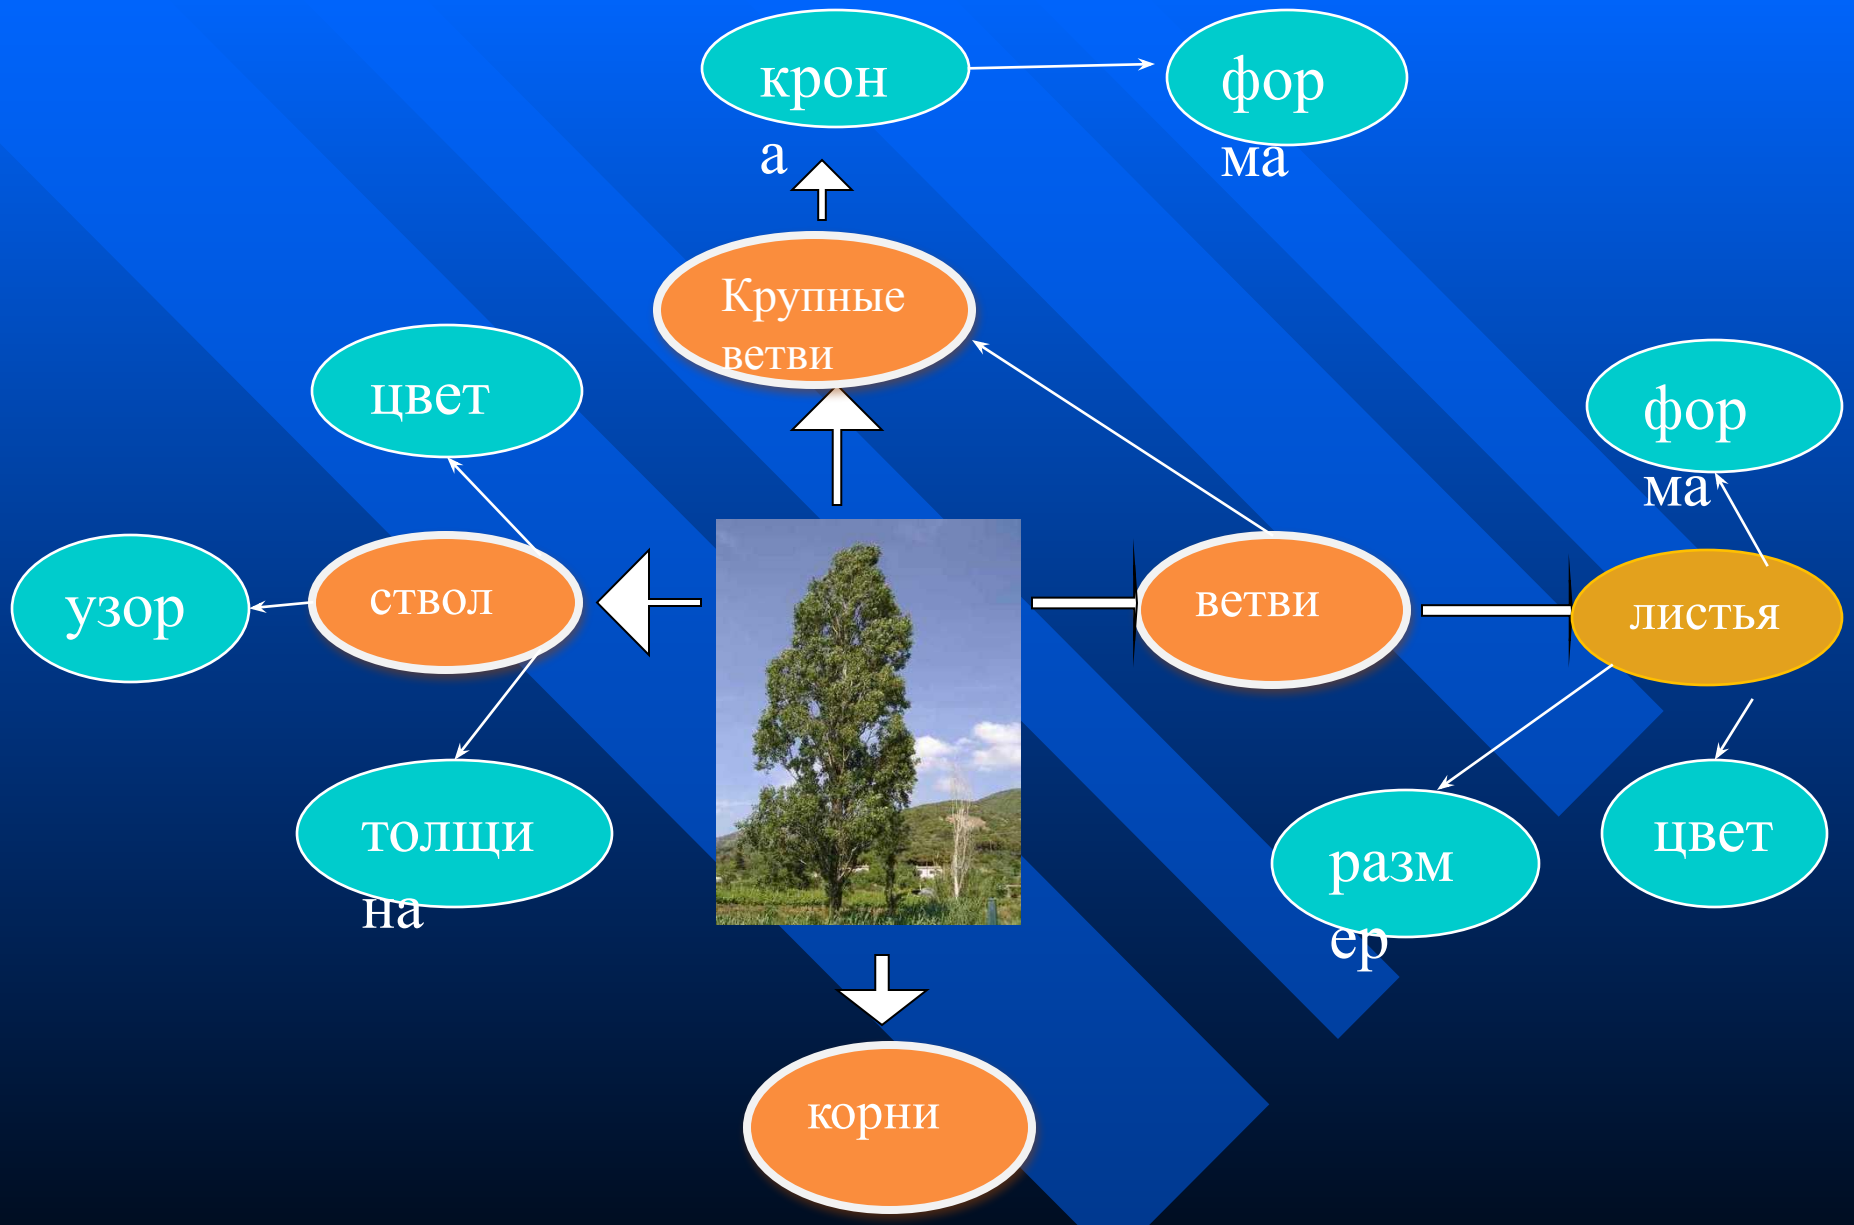 крон
а
фор
ма
Крупные
ветви
цвет
фор
ма
узор
ствол
ветви
листья
толщи
на
разм
ер
цвет
корни